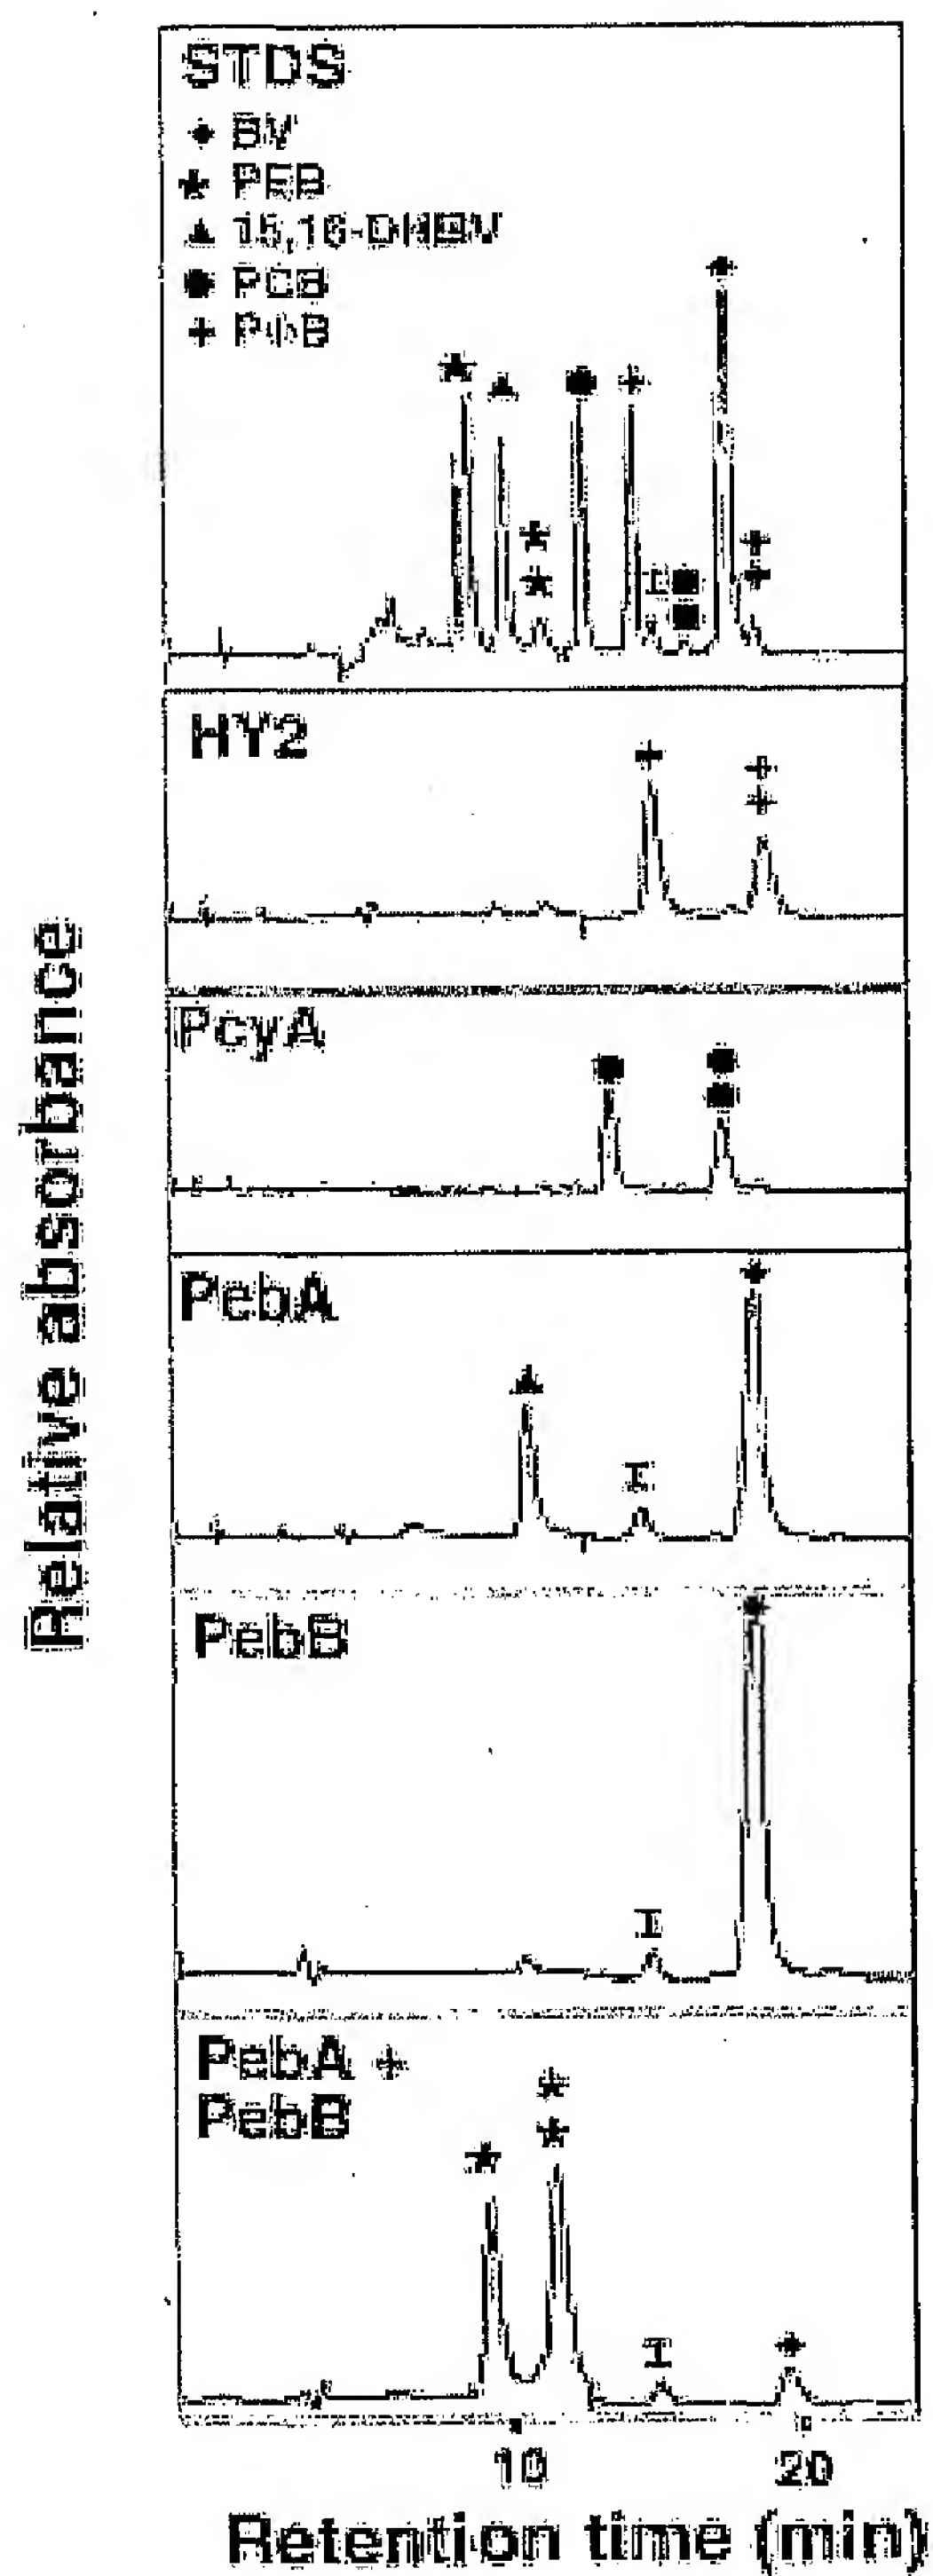 STDS
BV
PEB
15,16-DHBV
PCB
PΦB
I
HY2
PcyA
PebA
I
PebB
I
PebA +
PebB
I
10 20
Retention time (min)
Relative absorbance